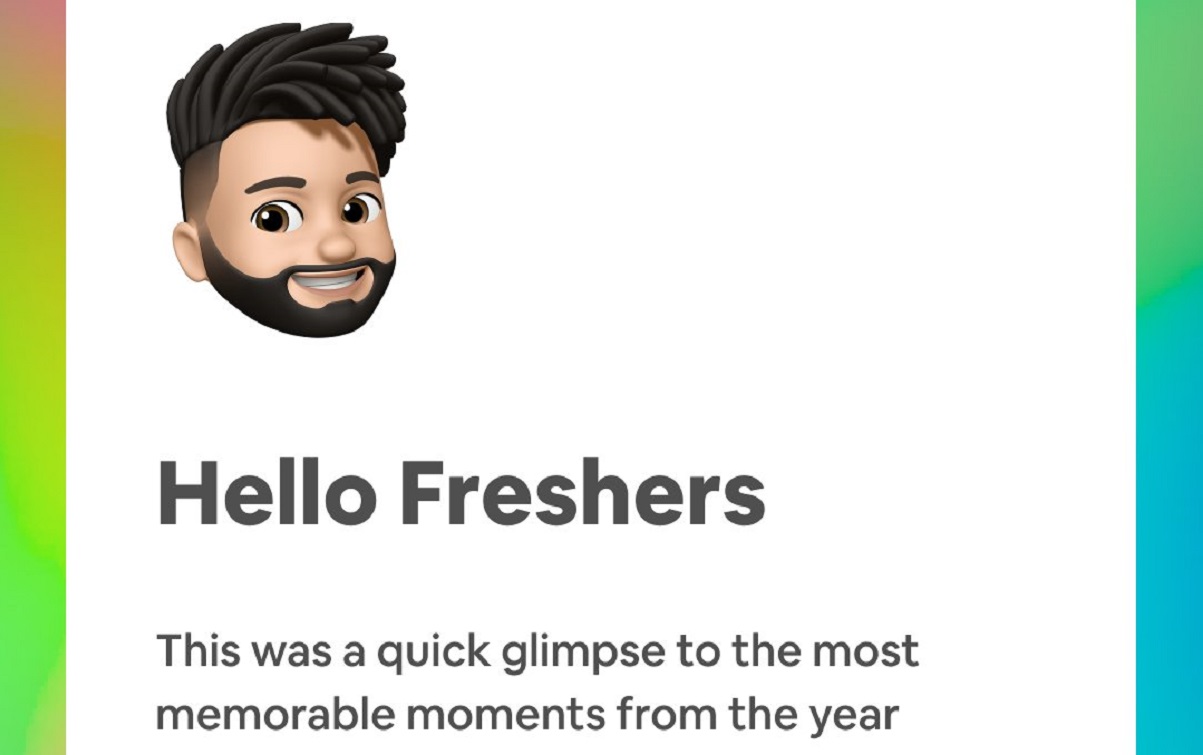 Hello Freshers
This was a quick glimpse to the most
memorable moments from the year